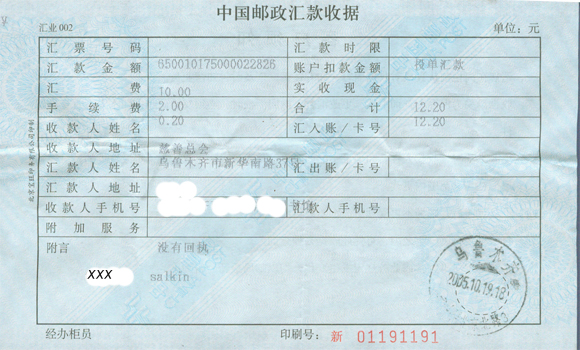 中国邮政汇款收据
汇业 002 单位：元
汇票号码 汇款时限
汇款金额 650010175000022826 账户扣款金额 按单汇款
汇费 10.00 实收现金
手续费 2.00 合计 12.20
收款人姓名 0.20 汇入账/卡号 12.20
收款人地址 慈善总会
汇款人姓名 乌鲁木齐市新华南路37 汇出账/卡号
汇款人地址
收款人手机号 汇款人手机号
附加服务
附言 没有回执
XXX salkin
乌鲁木齐
2005.10.19.18
经办柜员 印刷号： 新 01191191